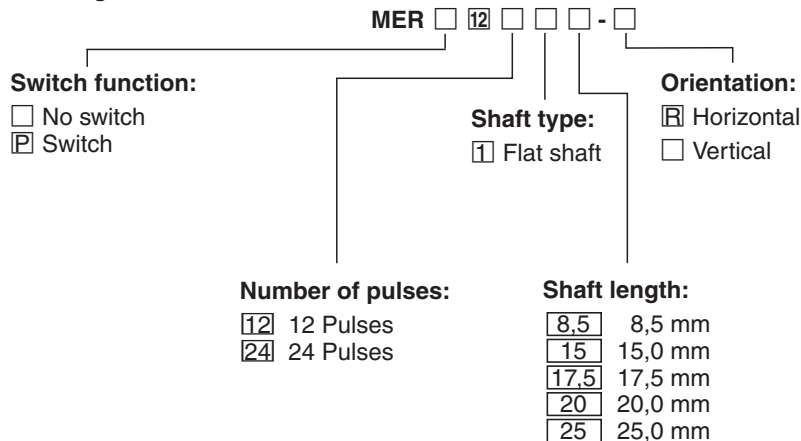 MER □ 12 □ □ □ - □
Switch function:
□ No switch
P Switch
Number of pulses:
12 12 Pulses
24 24 Pulses
Shaft type:
1 Flat shaft
Shaft length:
8,5 8,5 mm
15 15,0 mm
17,5 17,5 mm
20 20,0 mm
25 25,0 mm
Orientation:
R Horizontal
□ Vertical